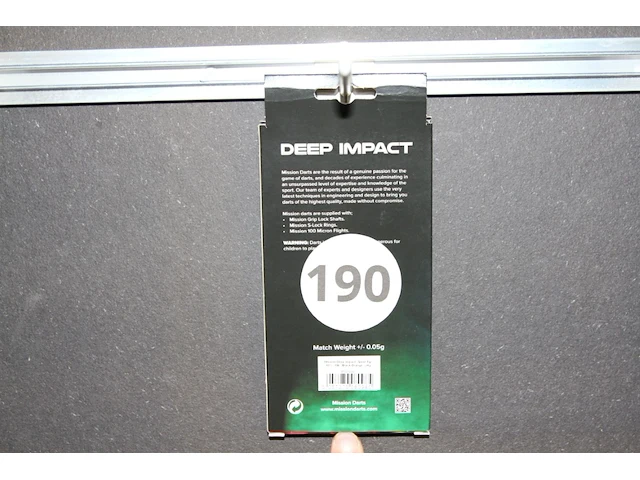 DEEP IMPACT
Mission Darts are the result of a genuine passion for the
game of darts, and decades of experience culminating in
an unsurpassed level of expertise and knowledge of the
sport. Our team of experts and designers use the very
latest techniques in engineering and design to bring you
darts of the highest quality, made without compromise.
Mission darts are supplied with:
• Mission Grip Lock Shafts.
• Mission S-Lock Rings.
• Mission 100 Micron Flights.
WARNING: Darts for
children to
190
Match Weight +/- 0.05g
Mission Darts
www.missiondarts.com